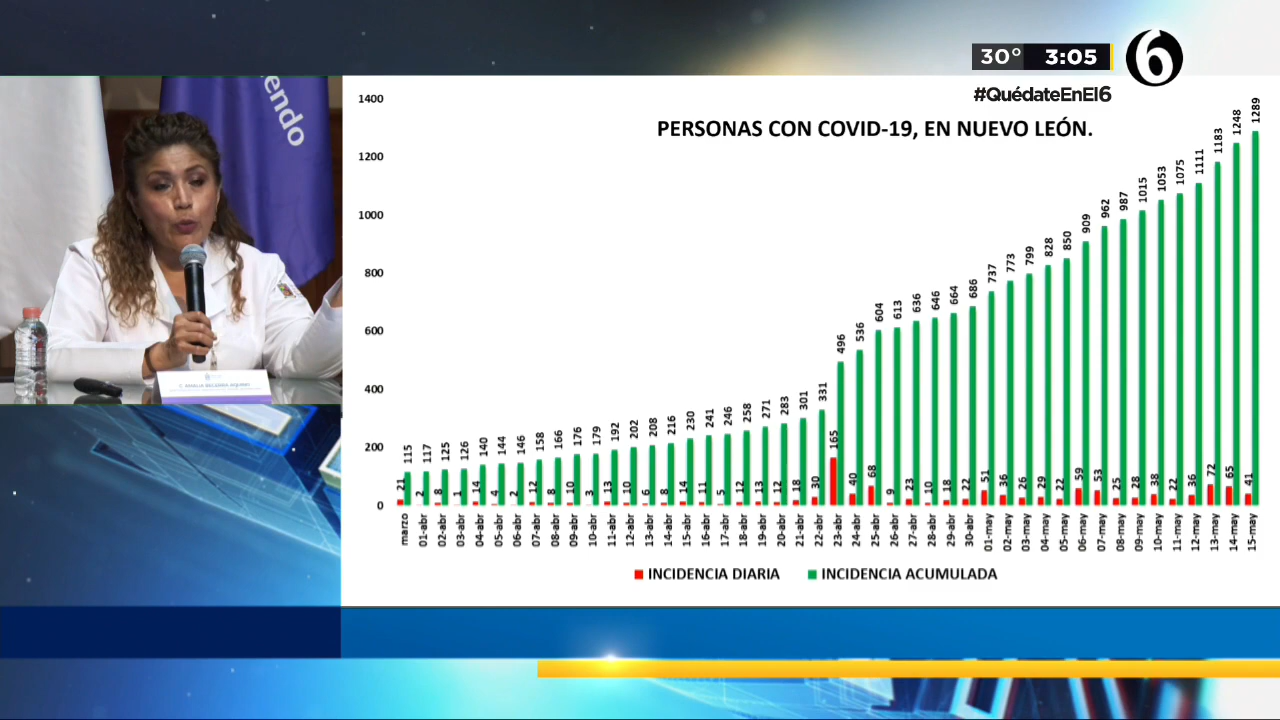 30° 3:05 6
#QuédateEnEl6
endo
PERSONAS CON COVID-19, EN NUEVO LEÓN.
1400
1200
1000
800
600
400
200
0
115 117 125 126 140 144 146 158 166 176 179 192 202 208 216 230 241 246 258 271 283 301 331 496 536 604 613 636 646 664 686 737 773 799 828 850 909 962 987 1015 1053 1075 1111 1183 1248 1289
21 2 8 1 14 4 2 12 8 10 3 13 10 6 8 14 11 5 12 13 12 18 30 165 40 68 9 23 10 18 22 51 36 26 29 22 59 53 25 28 38 22 36 72 65 41
marzo 01-abr 02-abr 03-abr 04-abr 05-abr 06-abr 07-abr 08-abr 09-abr 10-abr 11-abr 12-abr 13-abr 14-abr 15-abr 16-abr 17-abr 18-abr 19-abr 20-abr 21-abr 22-abr 23-abr 24-abr 25-abr 26-abr 27-abr 28-abr 29-abr 30-abr 01-may 02-may 03-may 04-may 05-may 06-may 07-may 08-may 09-may 10-may 11-may 12-may 13-may 14-may 15-may
INCIDENCIA DIARIA INCIDENCIA ACUMULADA